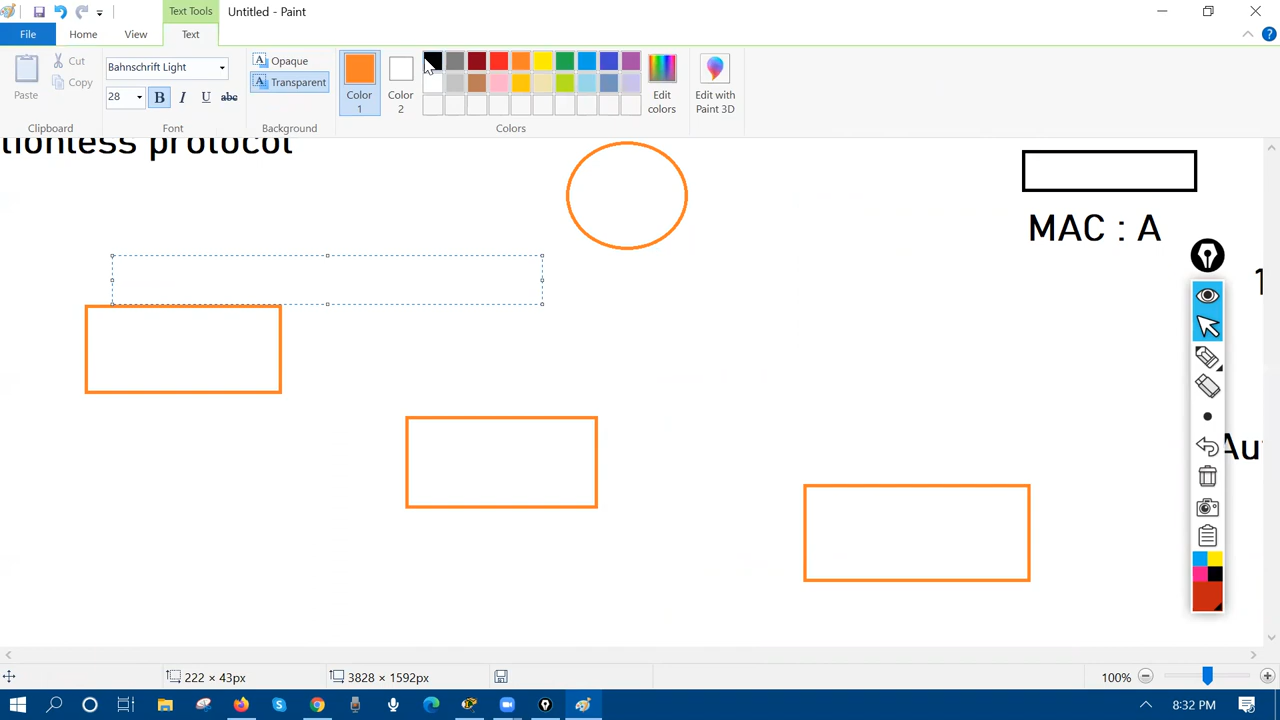 Text Tools
Untitled - Paint
File
Home
View
Text
Paste
Cut
Copy
Clipboard
Bahnschrift Light
28
B I U abc
Font
Opaque
Transparent
Background
Color 1
Color 2
Edit colors
Edit with Paint 3D
Colors
tionless protocol
MAC : A
1
Au
222 × 43px
3828 × 1592px
100%
8:32 PM